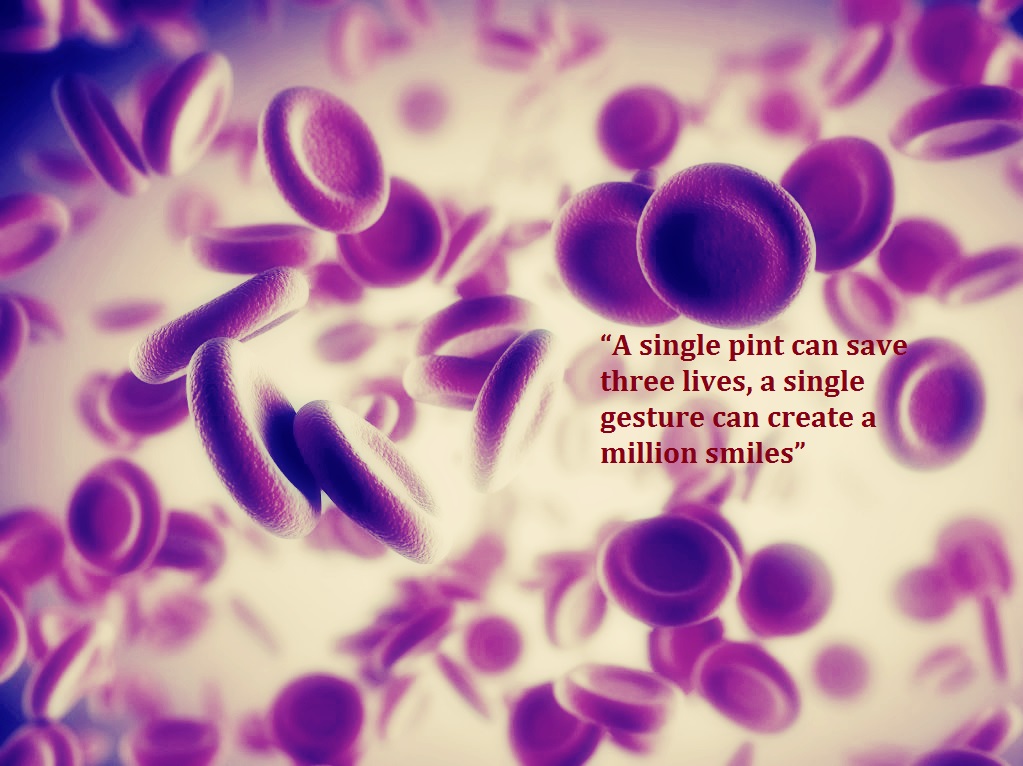 “A single pint can save
three lives, a single
gesture can create a
million smiles”